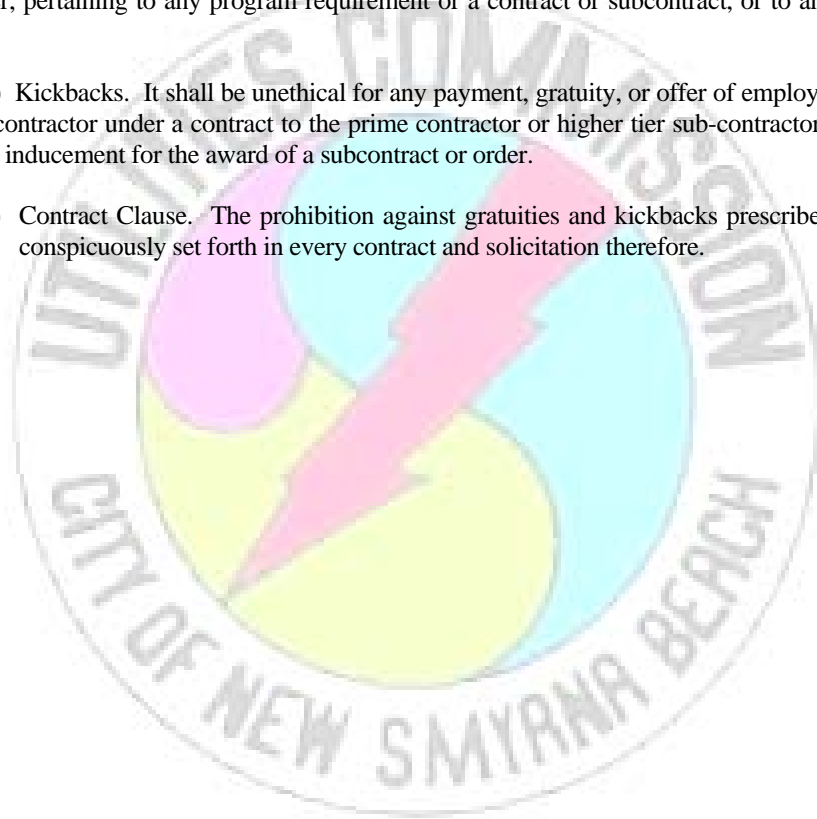 , pertaining to any program requirement or a contract or subcontract, or to
Kickbacks. It shall be unethical for any payment, gratuity, or offer of employ
contractor under a contract to the prime contractor or higher tier sub-contractor
inducement for the award of a subcontract or order.
Contract Clause. The prohibition against gratuities and kickbacks prescribe
conspicuously set forth in every contract and solicitation therefore.
UTILITIES COMMISSION
CITY OF NEW SMYRNA BEACH